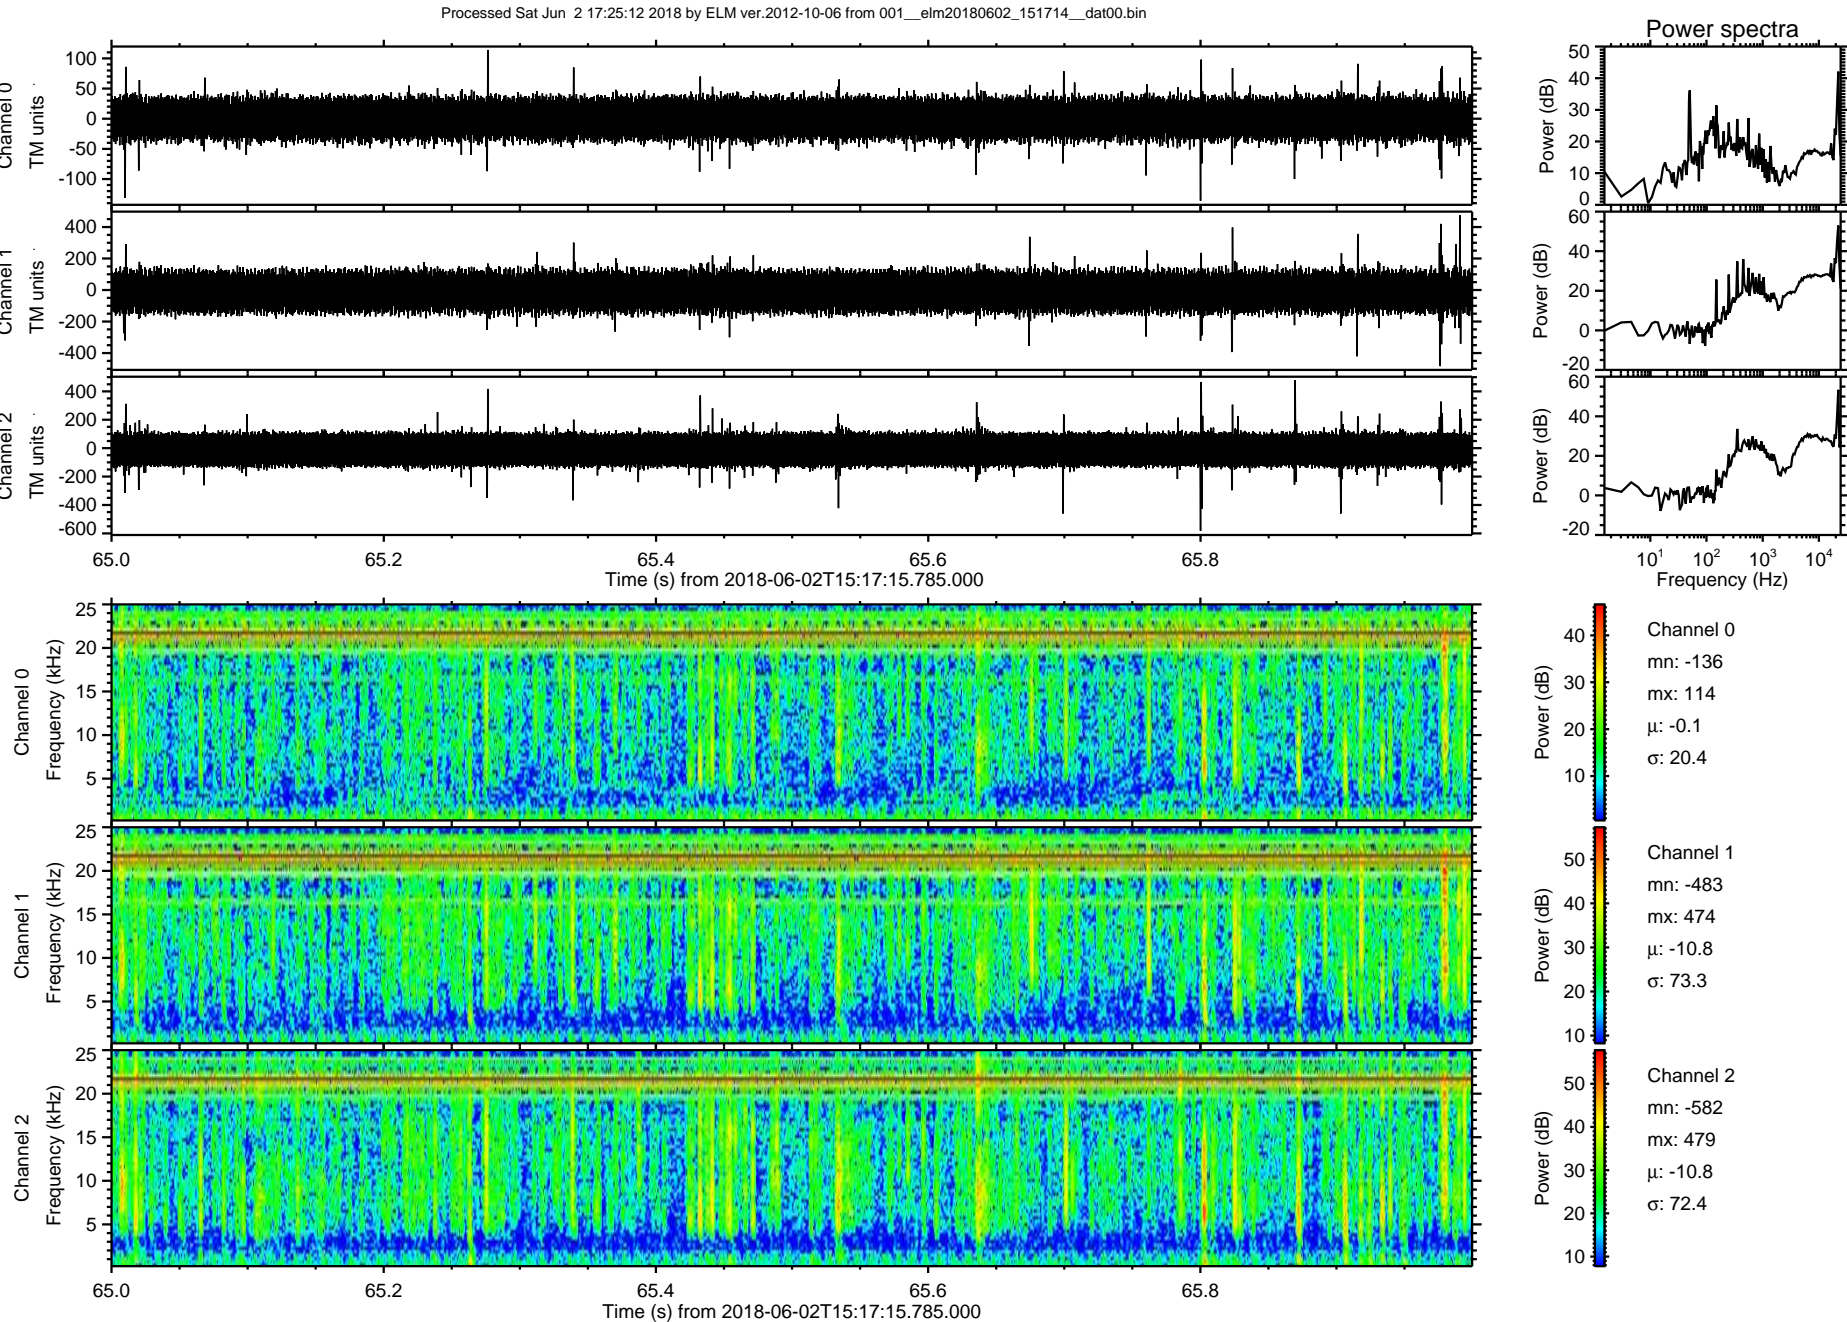 Processed Sat Jun 2 17:25:12 2018 by ELM ver.2012-10-06 from 001__elm20180602_151714__dat00.bin
Power spectra
Channel 0
TM units
100
50
0
-50
-100
Power (dB)
50
40
30
20
10
0
Channel 1
TM units
400
200
0
-200
-400
Power (dB)
60
40
20
0
-20
Channel 2
TM units
400
200
0
-200
-400
-600
Power (dB)
60
40
20
0
-20
65.0 65.2 65.4 65.6 65.8
Time (s) from 2018-06-02T15:17:15.785.000
10^1 10^2 10^3 10^4
Frequency (Hz)
Channel 0
Frequency (kHz)
25
20
15
10
5
Power (dB)
40
30
20
10
Channel 0
mn: -136
mx: 114
μ: -0.1
σ: 20.4
Channel 1
Frequency (kHz)
25
20
15
10
5
Power (dB)
50
40
30
20
10
Channel 1
mn: -483
mx: 474
μ: -10.8
σ: 73.3
Channel 2
Frequency (kHz)
25
20
15
10
5
Power (dB)
50
40
30
20
10
Channel 2
mn: -582
mx: 479
μ: -10.8
σ: 72.4
65.0 65.2 65.4 65.6 65.8
Time (s) from 2018-06-02T15:17:15.785.000